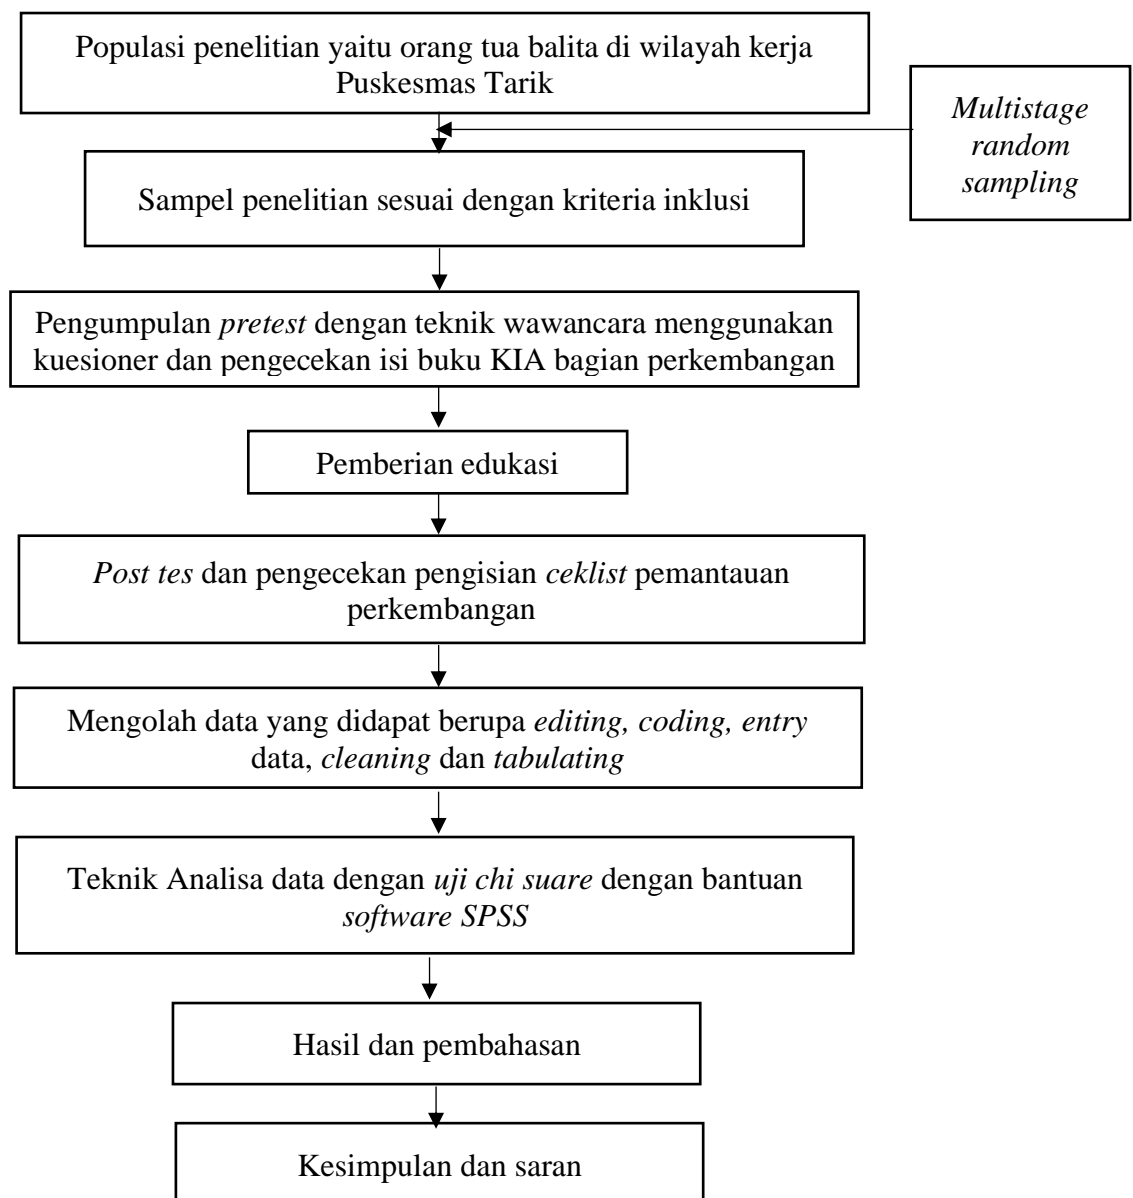 Populasi penelitian yaitu orang tua balita di wilayah kerja
Puskesmas Tarik
Multistage
random
sampling
Sampel penelitian sesuai dengan kriteria inklusi
Pengumpulan pretest dengan teknik wawancara menggunakan
kuesioner dan pengecekan isi buku KIA bagian perkembangan
Pemberian edukasi
Post tes dan pengecekan pengisian ceklist pemantauan
perkembangan
Mengolah data yang didapat berupa editing, coding, entry
data, cleaning dan tabulating
Teknik Analisa data dengan uji chi suare dengan bantuan
software SPSS
Hasil dan pembahasan
Kesimpulan dan saran